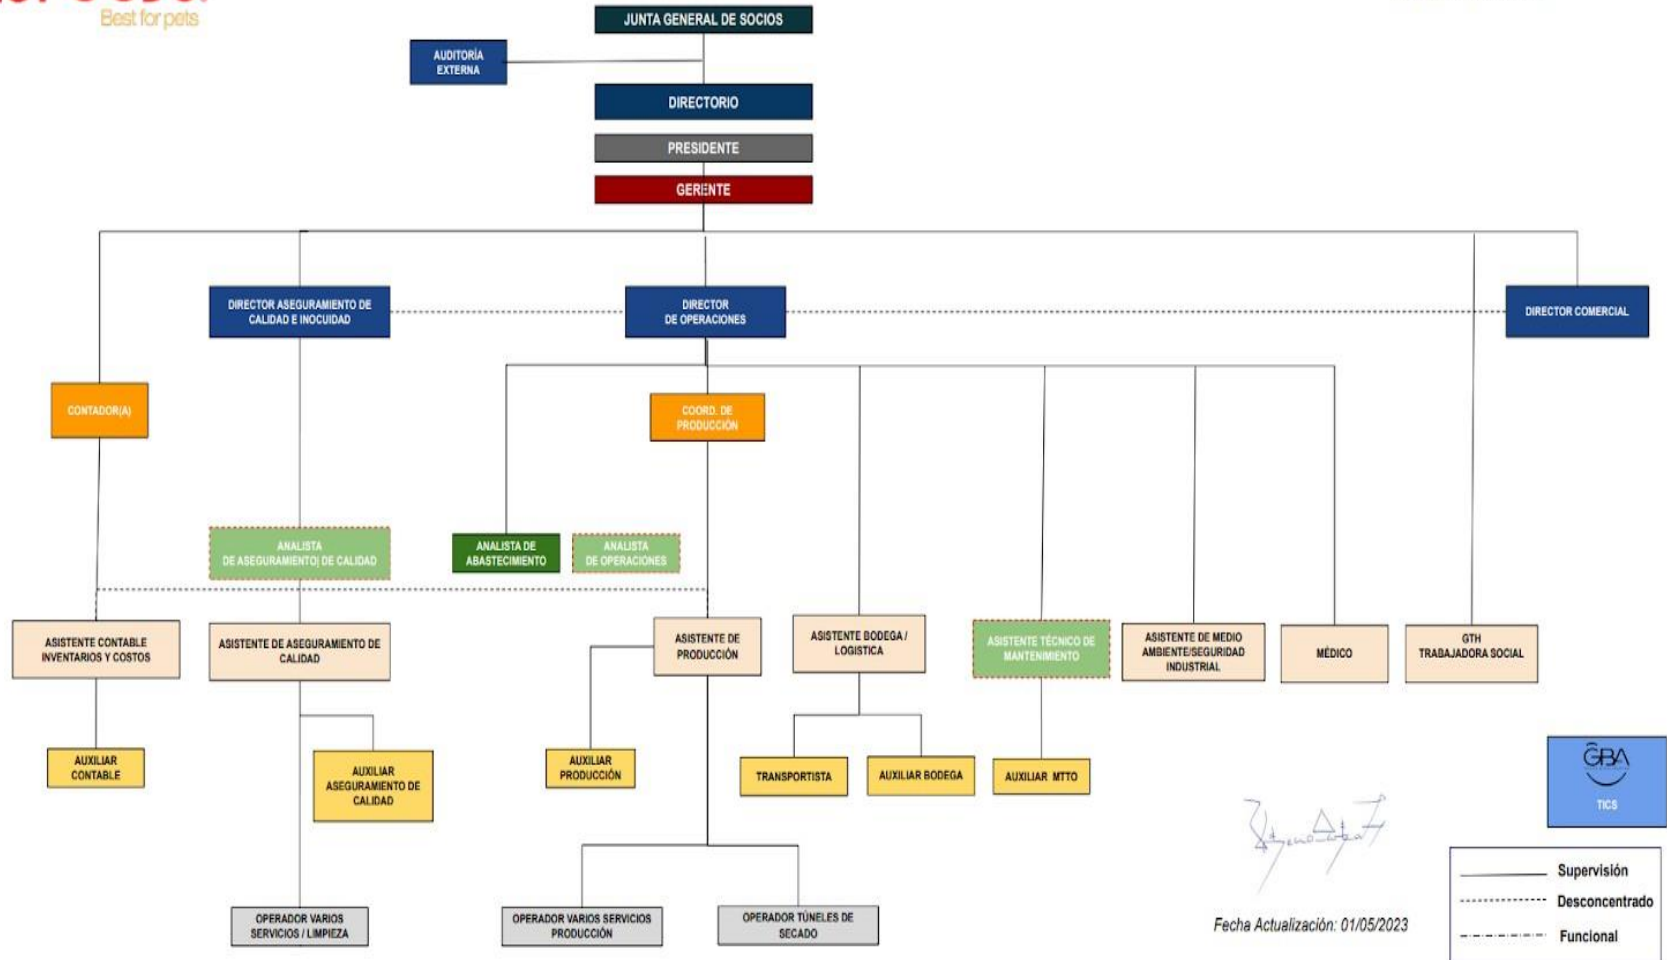 Best for pets
JUNTA GENERAL DE SOCIOS
AUDITORÍA
EXTERNA
DIRECTORIO
PRESIDENTE
GERENTE
DIRECTOR ASEGURAMIENTO DE
CALIDAD E INOCUIDAD
DIRECTOR
DE OPERACIONES
DIRECTOR COMERCIAL
CONTADOR(A)
COORD. DE
PRODUCCIÓN
ANALISTA
DE ASEGURAMIENTO| DE CALIDAD
ANALISTA DE
ABASTECIMIENTO
ANALISTA
DE OPERACIONES
ASISTENTE CONTABLE
INVENTARIOS Y COSTOS
ASISTENTE DE ASEGURAMIENTO DE
CALIDAD
ASISTENTE DE
PRODUCCIÓN
ASISTENTE BODEGA /
LOGISTICA
ASISTENTE TÉCNICO DE
MANTENIMIENTO
ASISTENTE DE MEDIO
AMBIENTE/SEGURIDAD
INDUSTRIAL
MÉDICO
GTH
TRABAJADORA SOCIAL
AUXILIAR
CONTABLE
AUXILIAR
ASEGURAMIENTO DE
CALIDAD
AUXILIAR
PRODUCCIÓN
TRANSPORTISTA
AUXILIAR BODEGA
AUXILIAR MTTO
GBA
TICS
OPERADOR VARIOS
SERVICIOS / LIMPIEZA
OPERADOR VARIOS SERVICIOS
PRODUCCIÓN
OPERADOR TÚNELES DE
SECADO
Fecha Actualización: 01/05/2023
Supervisión
Desconcentrado
Funcional